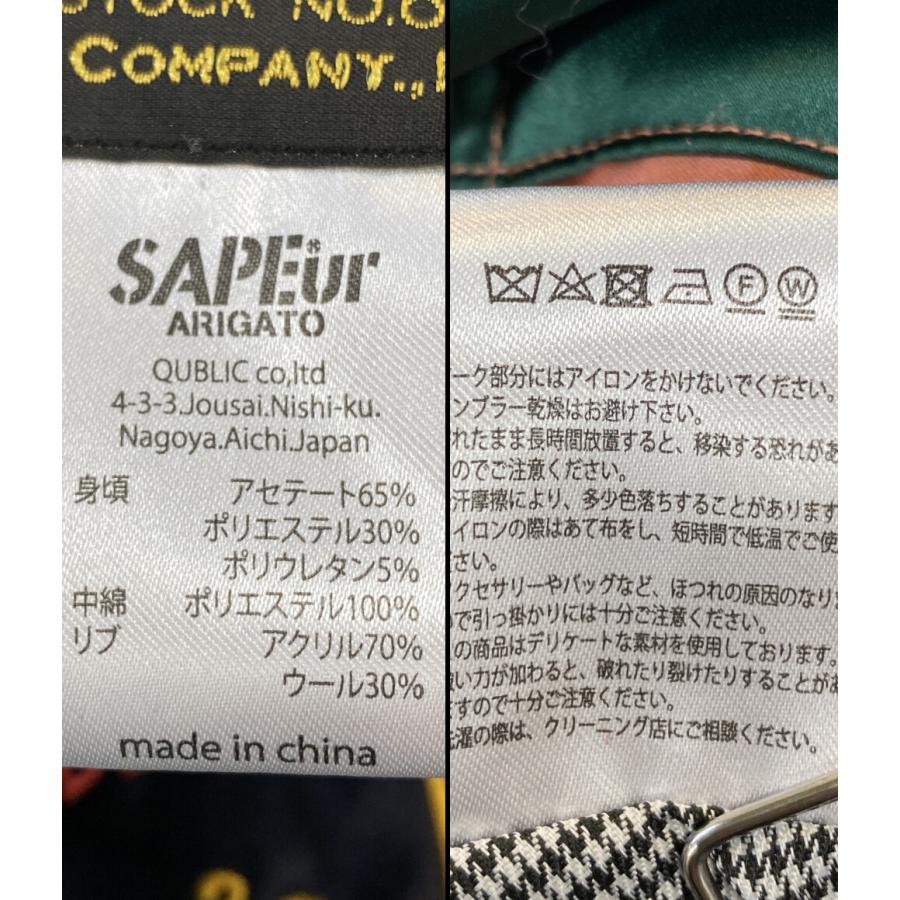 STOCK NO.
COMPANY.,
SAPEur®
ARIGATO
QUBLIC co,ltd
4-3-3.Jousai.Nishi-ku.
Nagoya.Aichi.Japan
身頃 アセテート65%
ポリエステル30%
ポリウレタン5%
中綿 ポリエステル100%
リブ アクリル70%
ウール30%
made in china
F W
ーク部分にはアイロンをかけないでください。
ンブラー乾燥はお避け下さい。
れたまま長時間放置すると、移染する恐れがあ
のでご注意ください。
汗摩擦により、多少色落ちすることがあります
イロンの際はあて布をし、短時間で低温でご使
さい。
クセサリーやバッグなど、ほつれの原因のなりま
ので引っ掛かりには十分ご注意ください。
の商品はデリケートな素材を使用しております。
い力が加わると、破れたり裂けたりすることがあ
ますので十分ご注意ください。
洗濯の際は、クリーニング店にご相談ください。